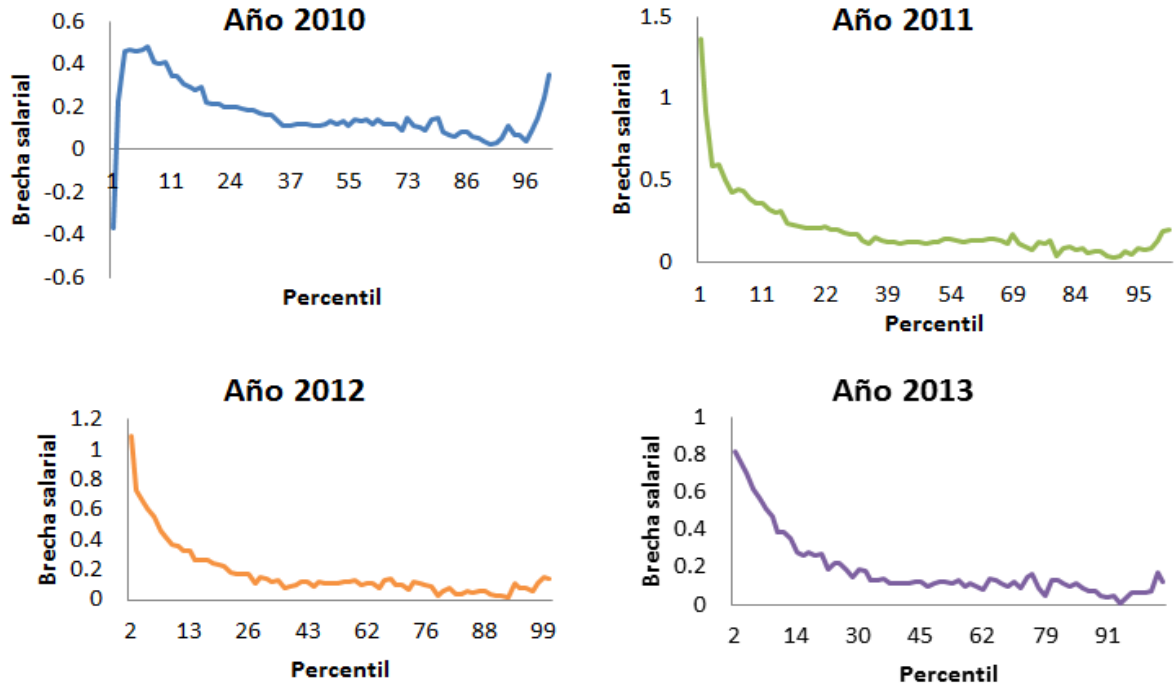 Año 2010
Brecha salarial
0.6
0.4
0.2
0
-0.2
-0.4
-0.6
1 11 24 37 55 73 86 96
Percentil
Año 2011
Brecha salarial
1.5
1
0.5
0
1 11 22 39 54 69 84 95
Percentil
Año 2012
Brecha salarial
1.2
1
0.8
0.6
0.4
0.2
0
2 13 26 43 62 76 88 99
Percentil
Año 2013
Brecha salarial
1
0.8
0.6
0.4
0.2
0
2 14 30 45 62 79 91
Percentil